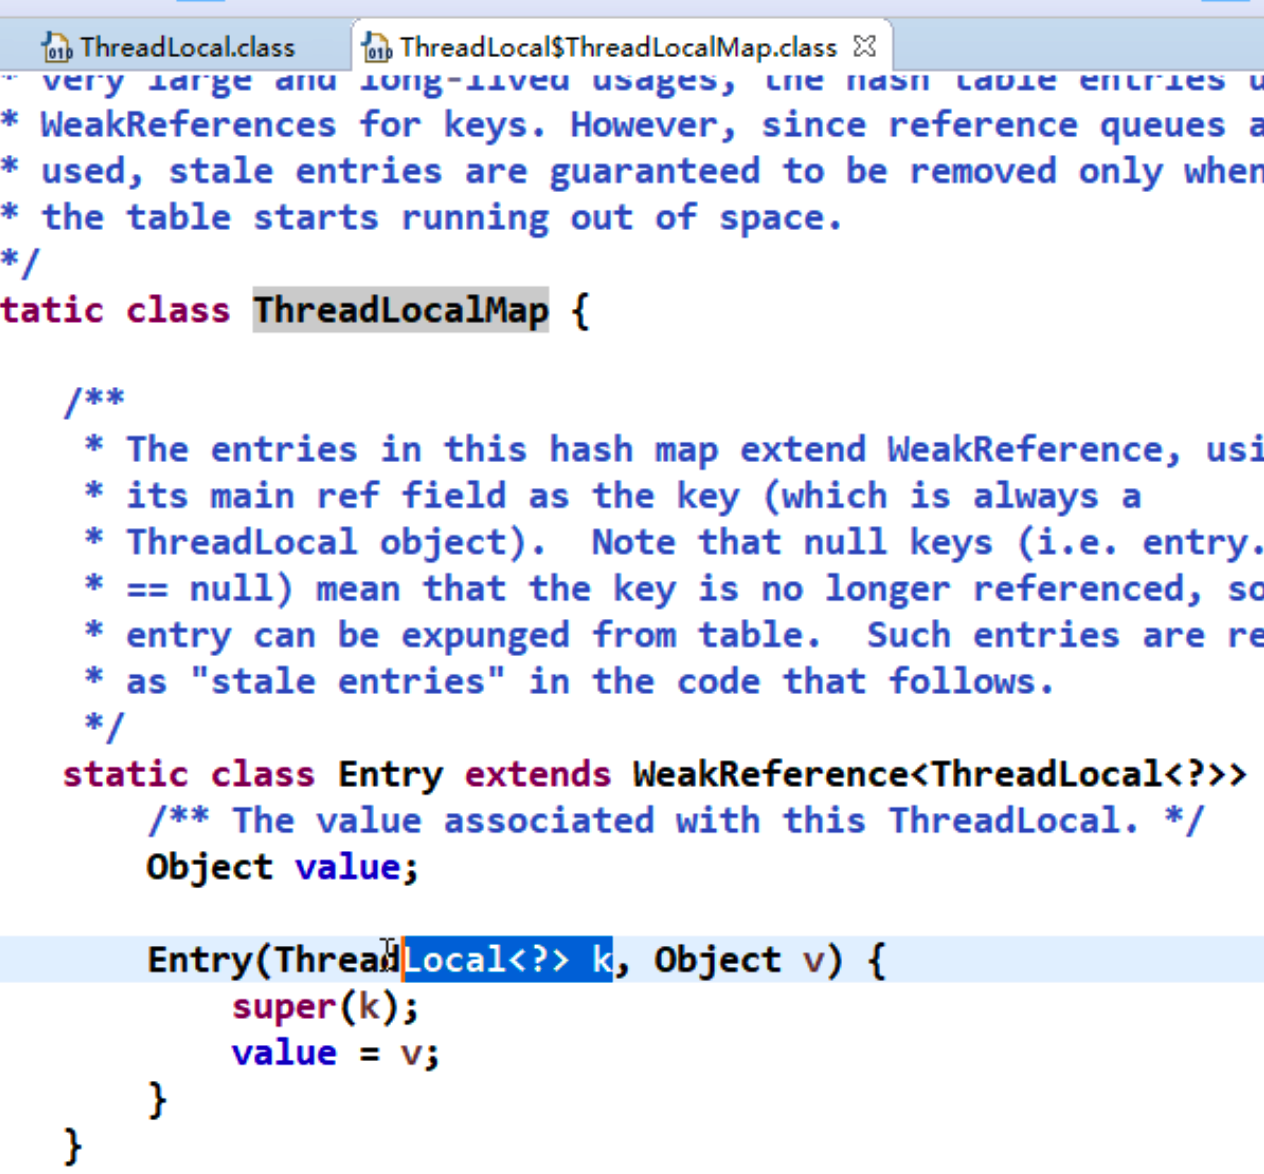 ThreadLocal.class ThreadLocal$ThreadLocalMap.class
* very large and long-lived usages, the hash table entries
* WeakReferences for keys. However, since reference queues
* used, stale entries are guaranteed to be removed only when
* the table starts running out of space.
*/
tatic class ThreadLocalMap {
/**
* The entries in this hash map extend WeakReference, usi
* its main ref field as the key (which is always a
* ThreadLocal object). Note that null keys (i.e. entry.
* == null) mean that the key is no longer referenced, so
* entry can be expunged from table. Such entries are re
* as "stale entries" in the code that follows.
*/
static class Entry extends WeakReference<ThreadLocal<?>>
/** The value associated with this ThreadLocal. */
Object value;
Entry(ThreadLocal<?> k, Object v) {
super(k);
value = v;
}
}